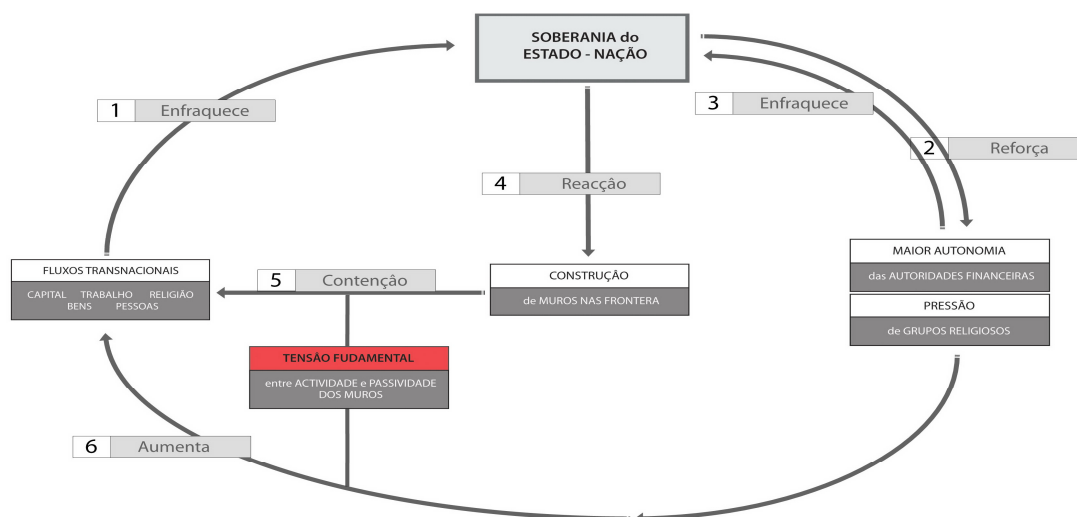 SOBERANIA do
ESTADO - NAÇÃO
1 Enfraquece
3 Enfraquece
2 Reforça
4 Reacção
FLUXOS TRANSNACIONAIS
CAPITAL TRABALHO RELIGIÃO
BENS PESSOAS
5 Contenção
CONSTRUÇÃO
de MUROS NAS FRONTERA
MAIOR AUTONOMIA
das AUTORIDADES FINANCEIRAS
PRESSÃO
de GRUPOS RELIGIOSOS
TENSÃO FUDAMENTAL
entre ACTIVIDADE e PASSIVIDADE
DOS MUROS
6 Aumenta